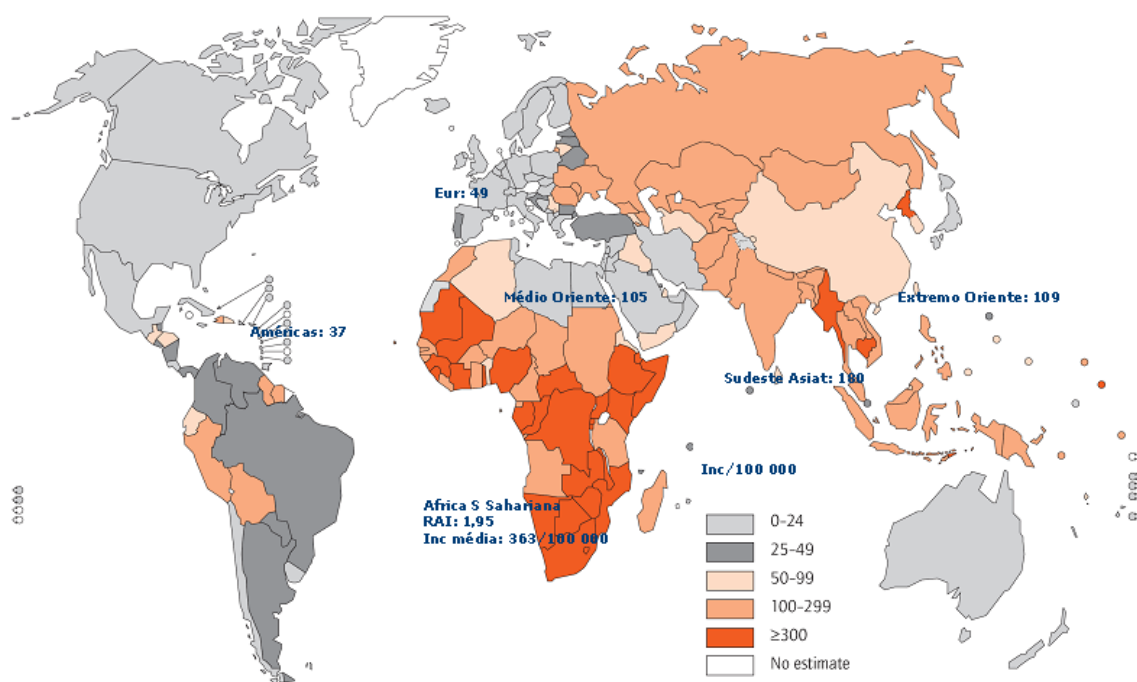 Eur: 49
Médio Oriente: 105
Extremo Oriente: 109
Américas: 37
Sudeste Asiat: 180
Inc/100 000
Africa S Sahariana
RAI: 1,95
Inc média: 363/100 000
0–24
25–49
50–99
100–299
≥300
No estimate